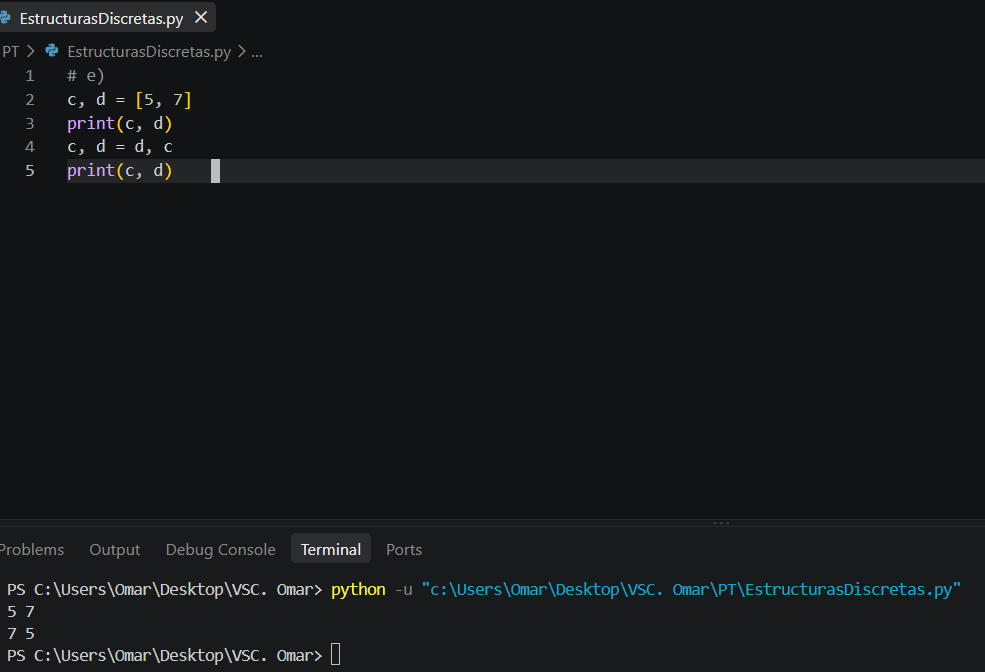 EstructurasDiscretas.py
PT > EstructurasDiscretas.py > ...
1 # e)
2 c, d = [5, 7]
3 print(c, d)
4 c, d = d, c
5 print(c, d)
Problems Output Debug Console Terminal Ports
PS C:\Users\Omar\Desktop\VSC. Omar> python -u "c:\Users\Omar\Desktop\VSC. Omar\PT\EstructurasDiscretas.py"
5 7
7 5
PS C:\Users\Omar\Desktop\VSC. Omar>